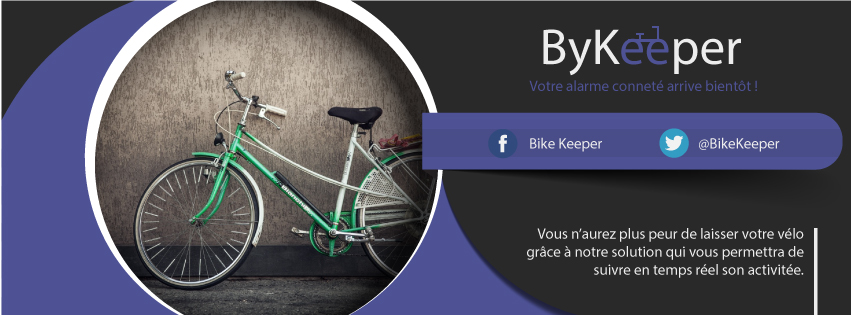 ByKeeper
Votre alarme conneté arrive bientôt !
Bike Keeper
@BikeKeeper
Vous n’aurez plus peur de laisser votre vélo
grâce à notre solution qui vous permettra de
suivre en temps réel son activitée.